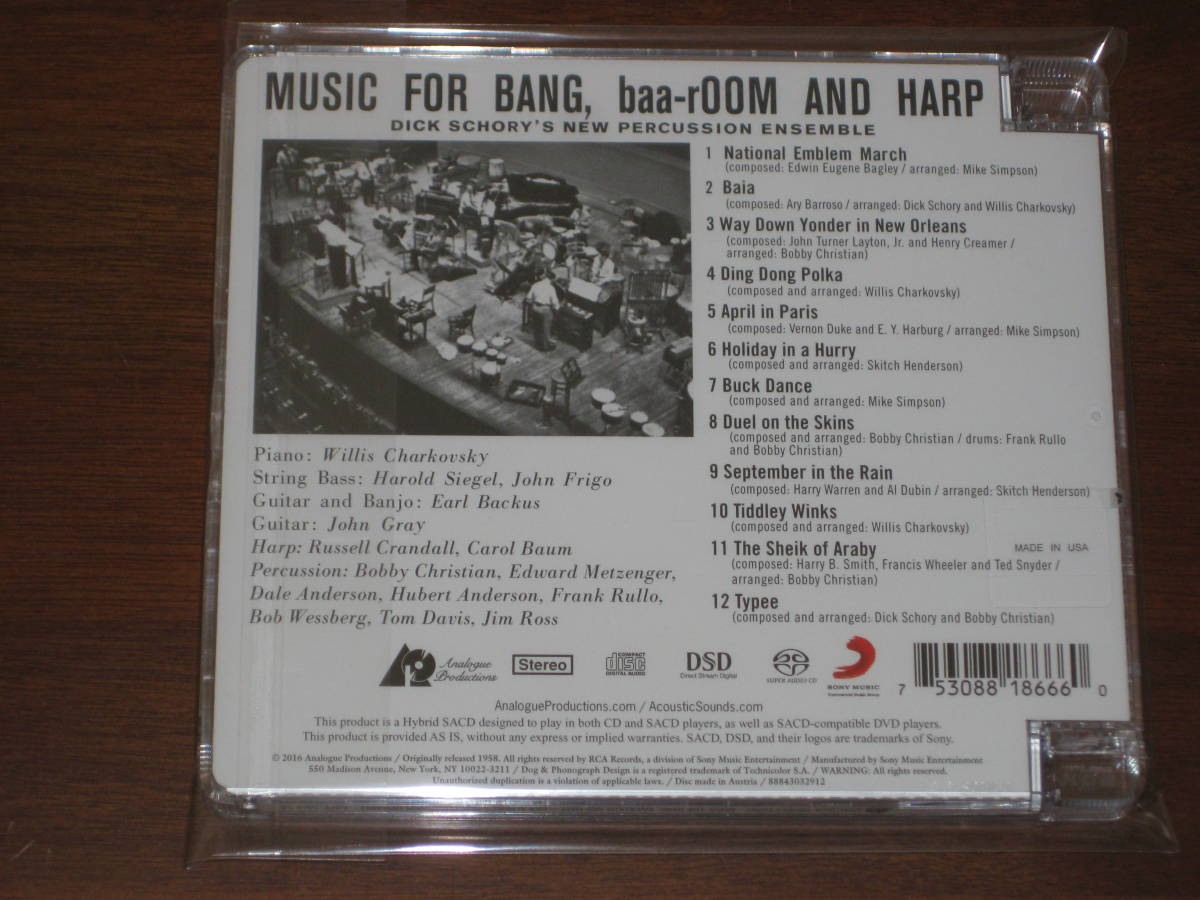 MUSIC FOR BANG, baa-rOOM AND HARP
DICK SCHORY'S NEW PERCUSSION ENSEMBLE
1 National Emblem March
(composed: Edwin Eugene Bagley / arranged: Mike Simpson)
2 Baia
(composed: Ary Barroso / arranged: Dick Schory and Willis Charkovsky)
3 Way Down Yonder in New Orleans
(composed: John Turner Layton, Jr. and Henry Creamer /
arranged: Bobby Christian)
4 Ding Dong Polka
(composed and arranged: Willis Charkovsky)
5 April in Paris
(composed: Vernon Duke and E. Y. Harburg / arranged: Mike Simpson)
6 Holiday in a Hurry
(composed and arranged: Skitch Henderson)
7 Buck Dance
(composed and arranged: Mike Simpson)
8 Duel on the Skins
(composed and arranged: Bobby Christian / drums: Frank Rullo
and Bobby Christian)
9 September in the Rain
(composed: Harry Warren and Al Dubin / arranged: Skitch Henderson)
10 Tiddley Winks
(composed and arranged: Willis Charkovsky)
11 The Sheik of Araby
(composed: Harry B. Smith, Francis Wheeler and Ted Snyder /
arranged: Bobby Christian)
12 Typee
(composed and arranged: Dick Schory and Bobby Christian)
MADE IN USA
Piano: Willis Charkovsky
String Bass: Harold Siegel, John Frigo
Guitar and Banjo: Earl Backus
Guitar: John Gray
Harp: Russell Crandall, Carol Baum
Percussion: Bobby Christian, Edward Metzenger,
Dale Anderson, Hubert Anderson, Frank Rullo,
Bob Wessberg, Tom Davis, Jim Ross
Analogue
Productions
Stereo
COMPACT
disc
DIGITAL AUDIO
DSD
Direct Stream Digital
SUPER AUDIO CD
SONY MUSIC
Commercial Music Group
7 53088 18666 0
AnalogueProductions.com / AcousticSounds.com
This product is a Hybrid SACD designed to play in both CD and SACD players, as well as SACD-compatible DVD players.
This product is provided AS IS, without any express or implied warranties. SACD, DSD, and their logos are trademarks of Sony.
© 2016 Analogue Productions / Originally released 1958. All rights reserved by RCA Records, a division of Sony Music Entertainment / Manufactured by Sony Music Entertainment
550 Madison Avenue, New York, NY 10022-3211 / Dog & Phonograph Design is a registered trademark of Technicolor S.A. / WARNING: All rights reserved.
Unauthorized duplication is a violation of applicable laws. / Disc made in Austria / 88843032912